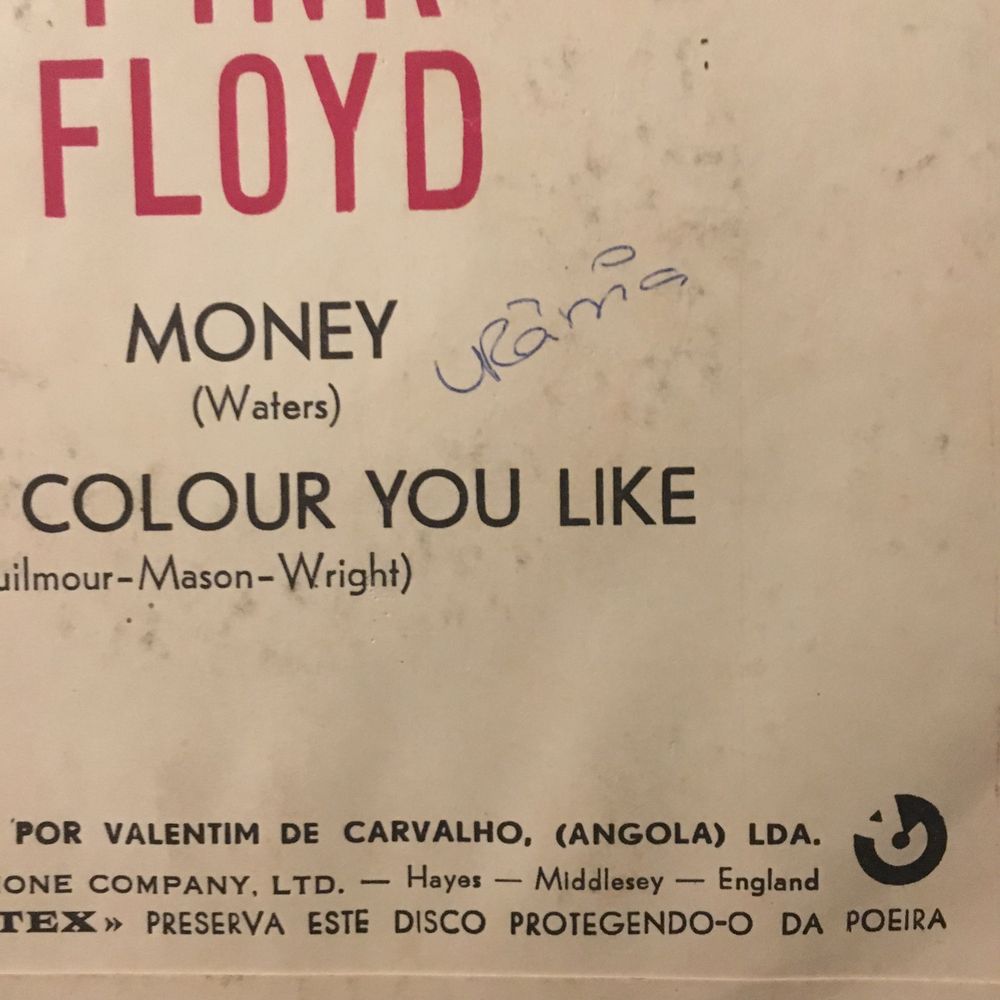 PINK
FLOYD
MONEY
Urânia
(Waters)
COLOUR YOU LIKE
uilmour-Mason-Wright)
POR VALENTIM DE CARVALHO, (ANGOLA) LDA.
ONE COMPANY, LTD. — Hayes — Middlesey — England
TEX» PRESERVA ESTE DISCO PROTEGENDO-O DA POEIRA